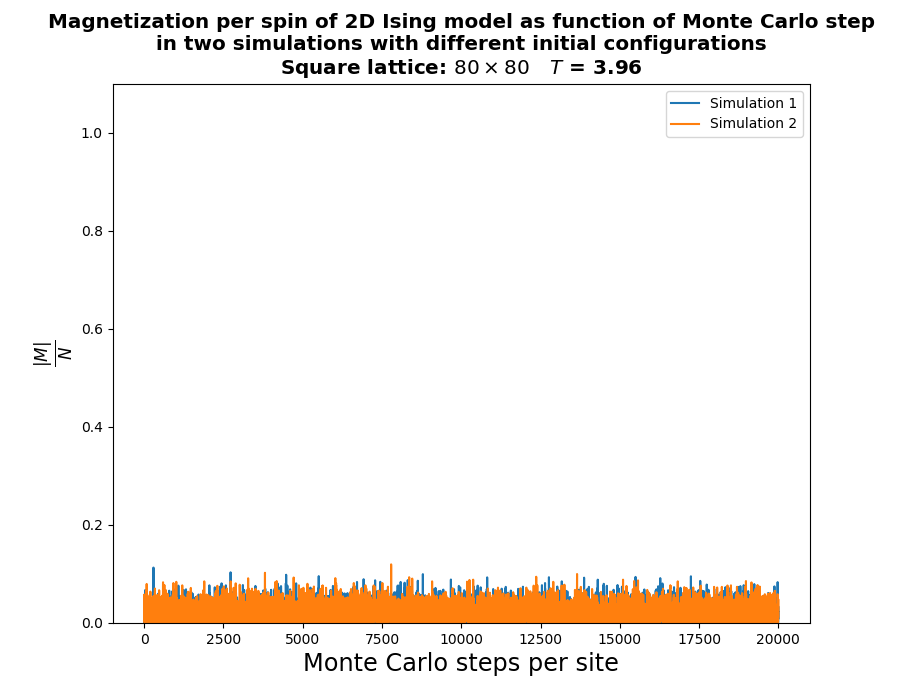 Magnetization per spin of 2D Ising model as function of Monte Carlo step
in two simulations with different initial configurations
Square lattice: 80 × 80 T = 3.96
Simulation 1
Simulation 2
1.0
0.8
0.6
0.4
0.2
0.0
|M|
N
0 2500 5000 7500 10000 12500 15000 17500 20000
Monte Carlo steps per site